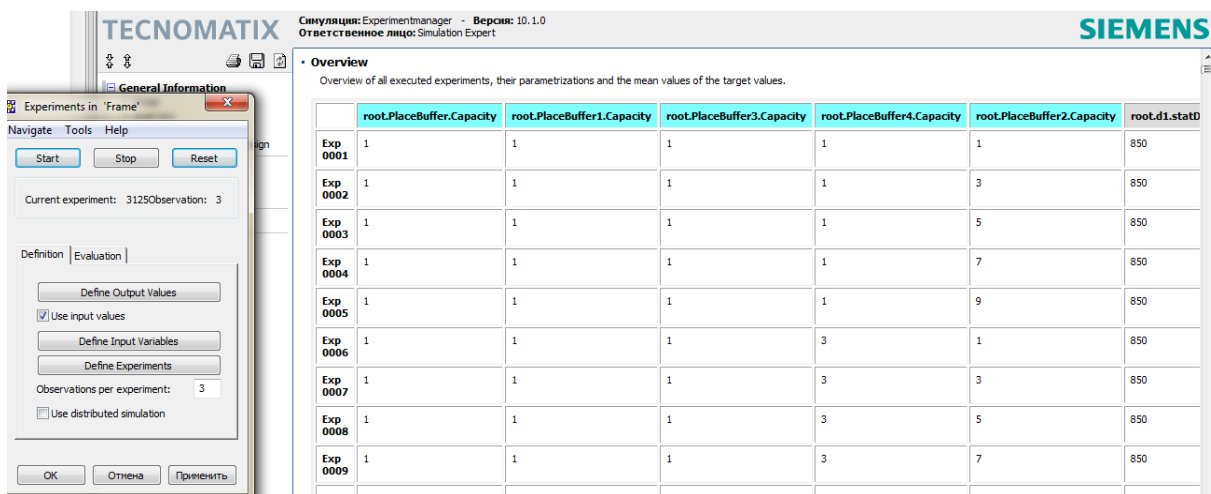 TECNOMATIX
Симуляция: Experimentmanager - Версия: 10.1.0
Ответственное лицо: Simulation Expert
SIEMENS
General Information
Experiments in 'Frame'
Navigate Tools Help
Start Stop Reset
Current experiment: 3125Observation: 3
Definition Evaluation
Define Output Values
Use input values
Define Input Variables
Define Experiments
Observations per experiment: 3
Use distributed simulation
OK Отмена Применить
Overview
Overview of all executed experiments, their parametrizations and the mean values of the target values.
root.PlaceBuffer.Capacity root.PlaceBuffer1.Capacity root.PlaceBuffer3.Capacity root.PlaceBuffer4.Capacity root.PlaceBuffer2.Capacity root.d1.statD
Exp 1 1 1 1 1 850
0001
Exp 1 1 1 1 3 850
0002
Exp 1 1 1 1 5 850
0003
Exp 1 1 1 1 7 850
0004
Exp 1 1 1 1 9 850
0005
Exp 1 1 1 3 1 850
0006
Exp 1 1 1 3 3 850
0007
Exp 1 1 1 3 5 850
0008
Exp 1 1 1 3 7 850
0009